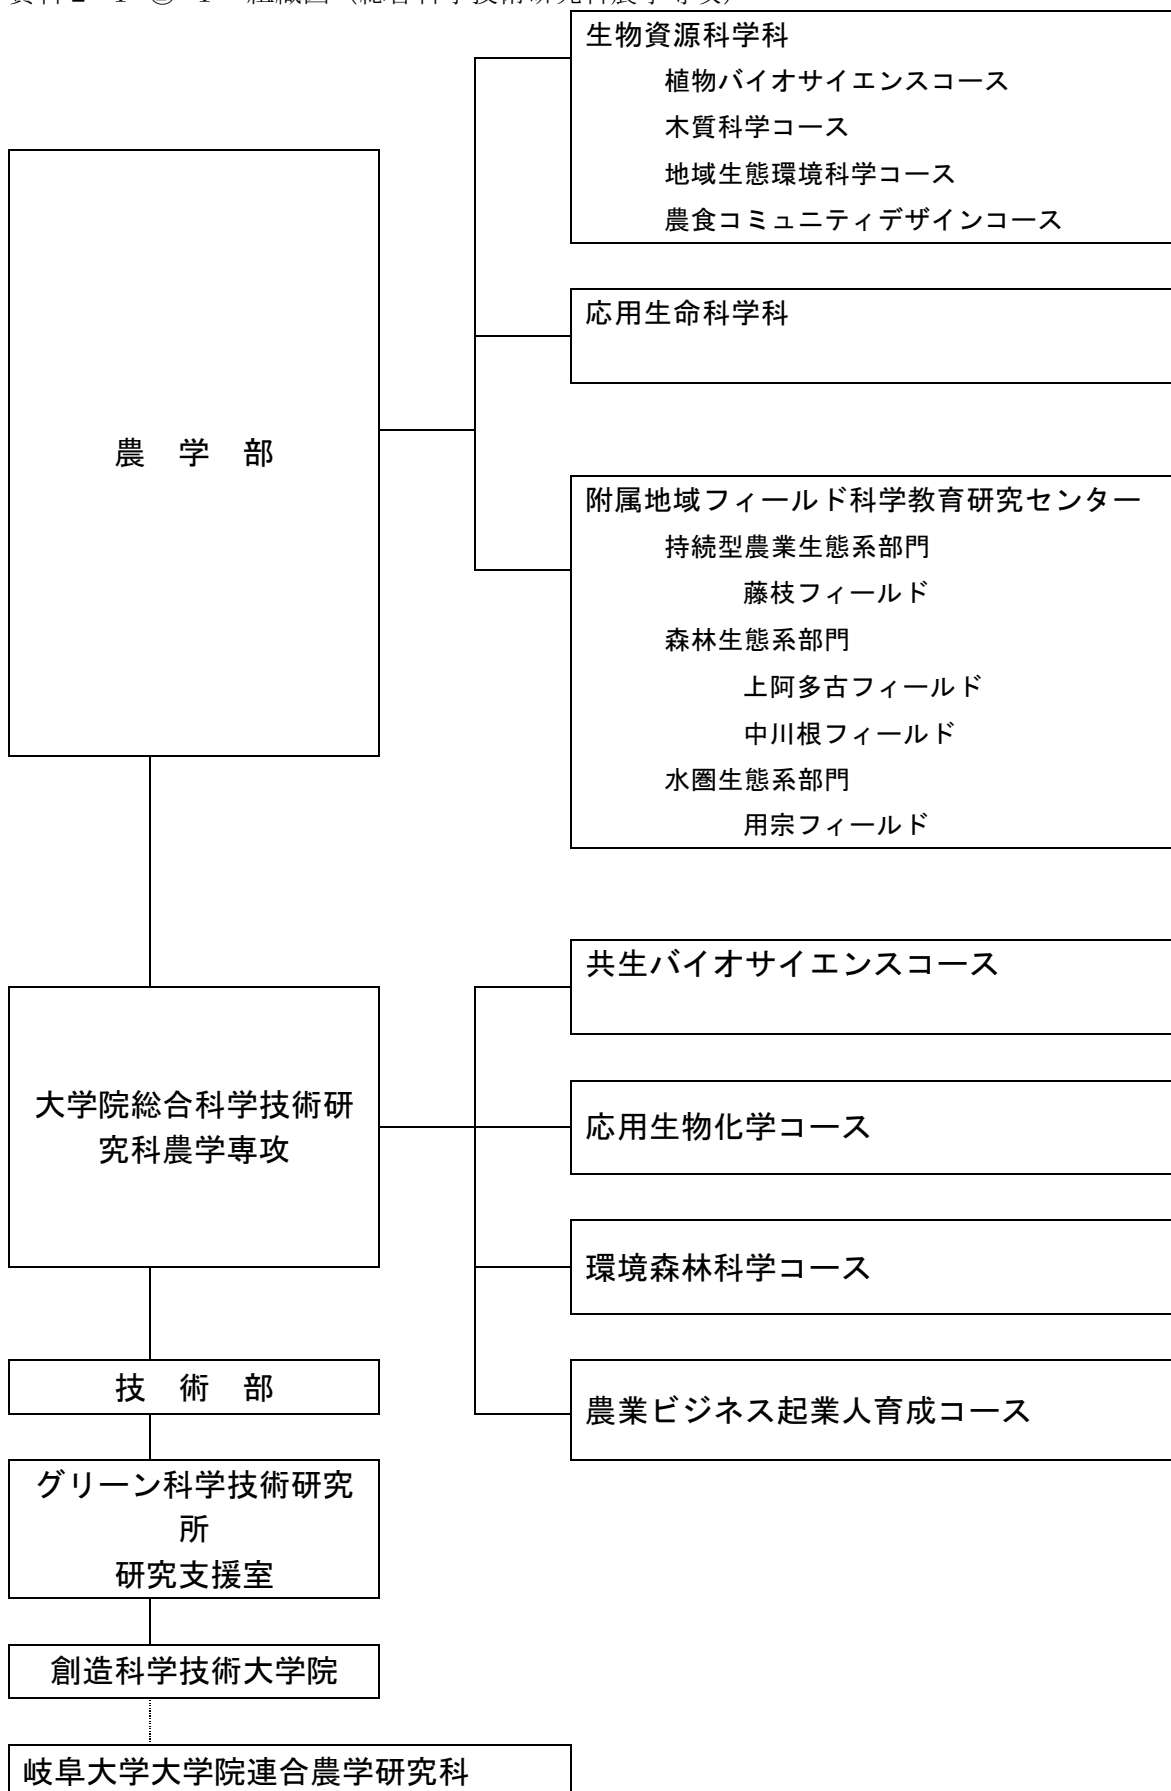 生物資源科学科
植物バイオサイエンスコース
木質科学コース
地域生態環境科学コース
農食コミュニティデザインコース
応用生命科学科
農 学 部
附属地域フィールド科学教育研究センター
持続型農業生態系部門
藤枝フィールド
森林生態系部門
上阿多古フィールド
中川根フィールド
水圏生態系部門
用宗フィールド
共生バイオサイエンスコース
大学院総合科学技術研
究科農学専攻
応用生物化学コース
環境森林科学コース
農業ビジネス起業人育成コース
技 術 部
グリーン科学技術研究
所
研究支援室
創造科学技術大学院
岐阜大学大学院連合農学研究科